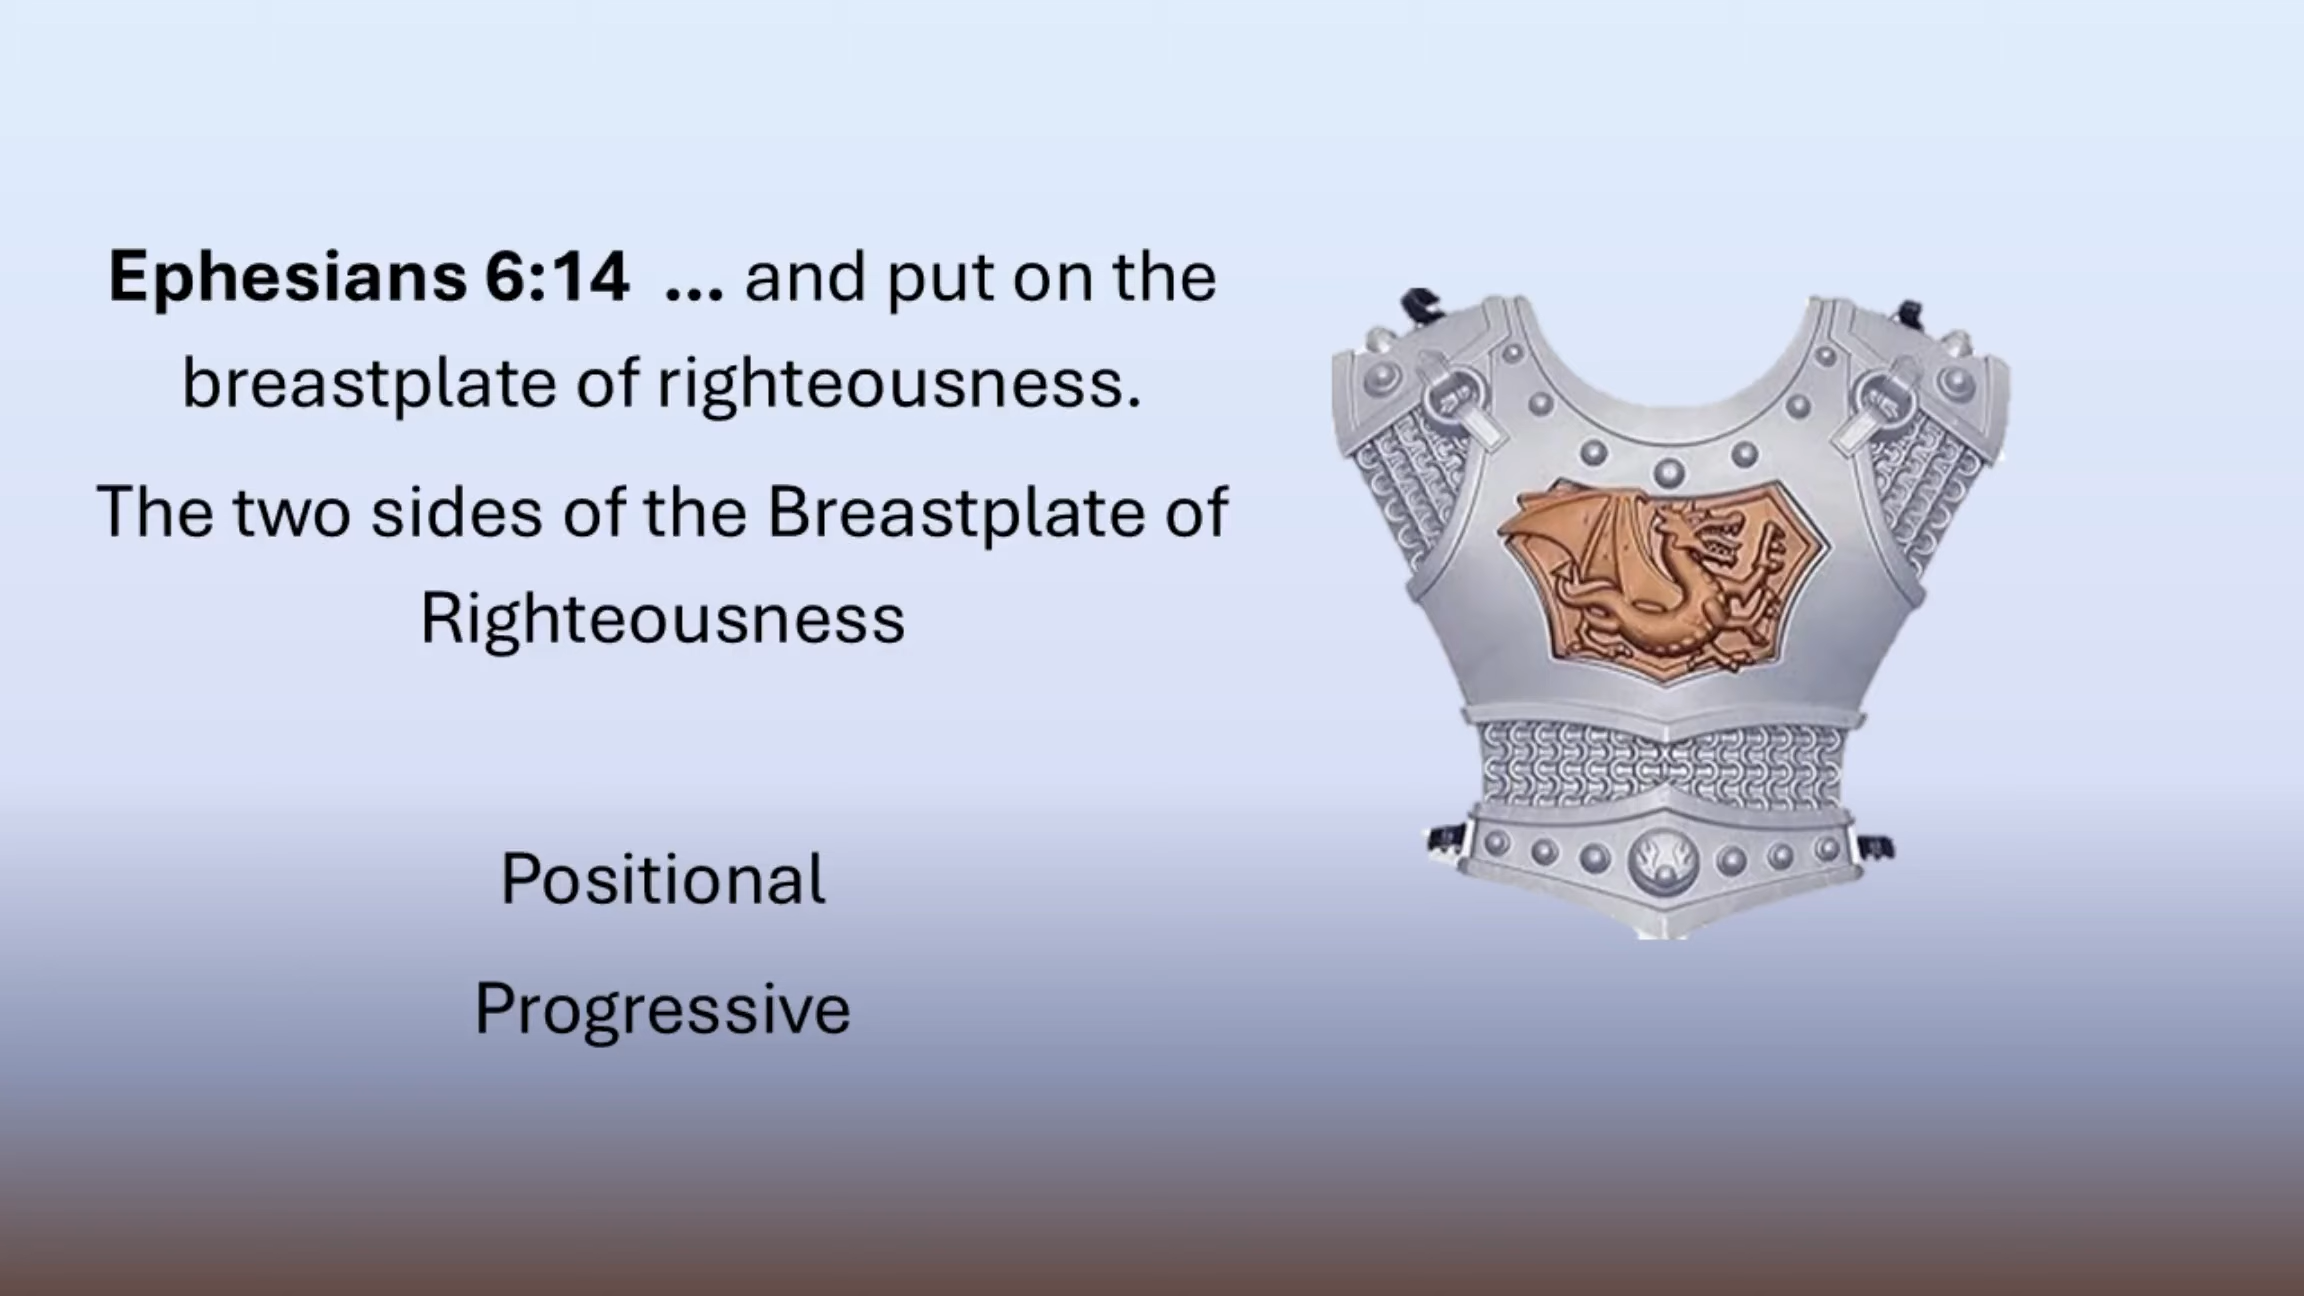 Ephesians 6:14 ... and put on the
breastplate of righteousness.
The two sides of the Breastplate of
Righteousness
Positional
Progressive